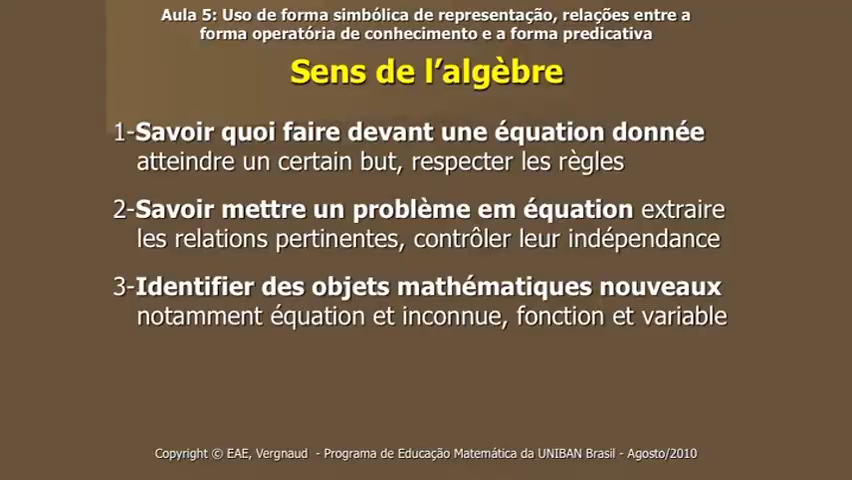 Aula 5: Uso de forma simbólica de representação, relações entre a
forma operatória de conhecimento e a forma predicativa
Sens de l’algèbre
1-Savoir quoi faire devant une équation donnée
atteindre un certain but, respecter les règles
2-Savoir mettre un problème em équation extraire
les relations pertinentes, contrôler leur indépendance
3-Identifier des objets mathématiques nouveaux
notamment équation et inconnue, fonction et variable
Copyright © EAE, Vergnaud - Programa de Educação Matemática da UNIBAN Brasil - Agosto/2010